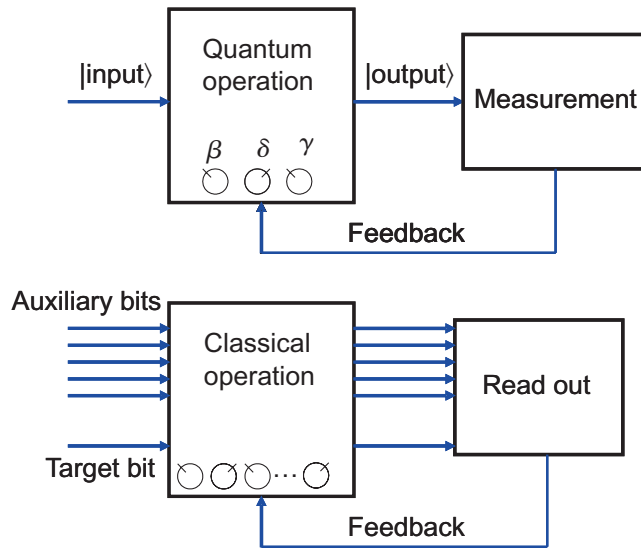 Quantum
operation
|input⟩
|output⟩
Measurement
β δ γ
Feedback
Auxiliary bits
Classical
operation
Read out
Target bit
...
Feedback